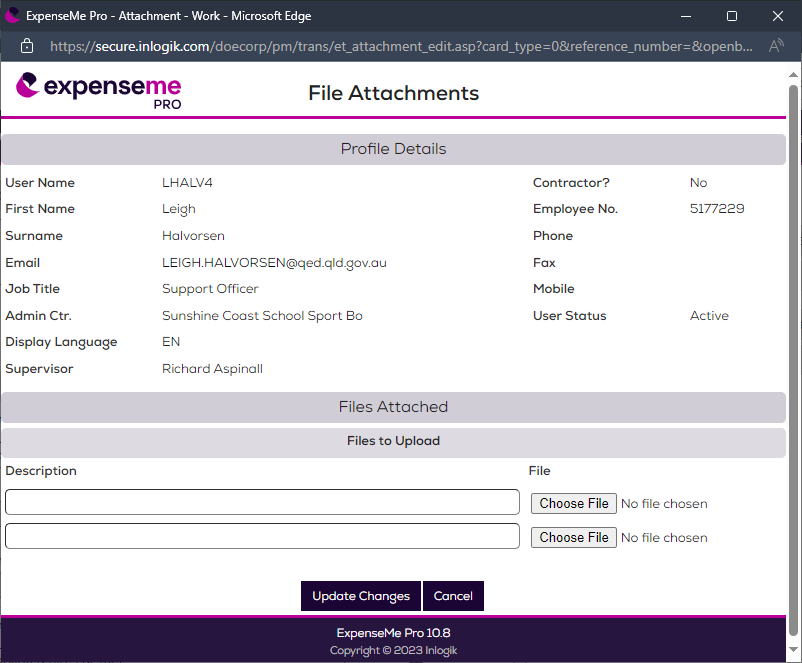 ExpenseMe Pro - Attachment - Work - Microsoft Edge
https://secure.inlogik.com/doecorp/pm/trans/et_attachment_edit.asp?card_type=0&reference_number=&openb...
expenseme
PRO
File Attachments
Profile Details
User Name LHALV4 Contractor? No
First Name Leigh Employee No. 5177229
Surname Halvorsen Phone
Email LEIGH.HALVORSEN@qed.qld.gov.au Fax
Job Title Support Officer Mobile
Admin Ctr. Sunshine Coast School Sport Bo User Status Active
Display Language EN
Supervisor Richard Aspinall
Files Attached
Files to Upload
Description File
Choose File No file chosen
Choose File No file chosen
Update Changes Cancel
ExpenseMe Pro 10.8
Copyright © 2023 Inlogik